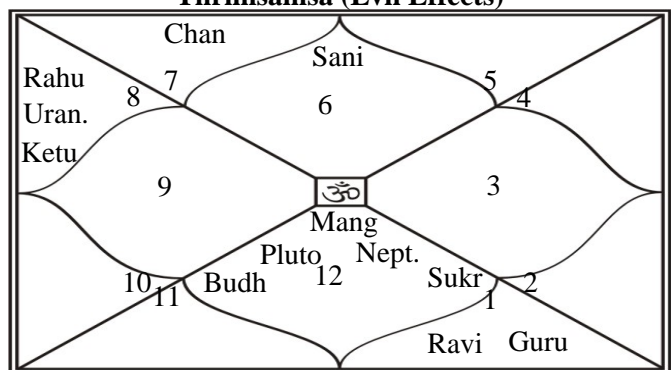 Thrimsamsa (Evil Effects)
Chan
Sani
Rahu
7
5
8
4
Uran.
6
Ketu
9
ॐ
3
Mang
Pluto
Nept.
12
10
Budh
Sukr
2
11
1
Ravi
Guru